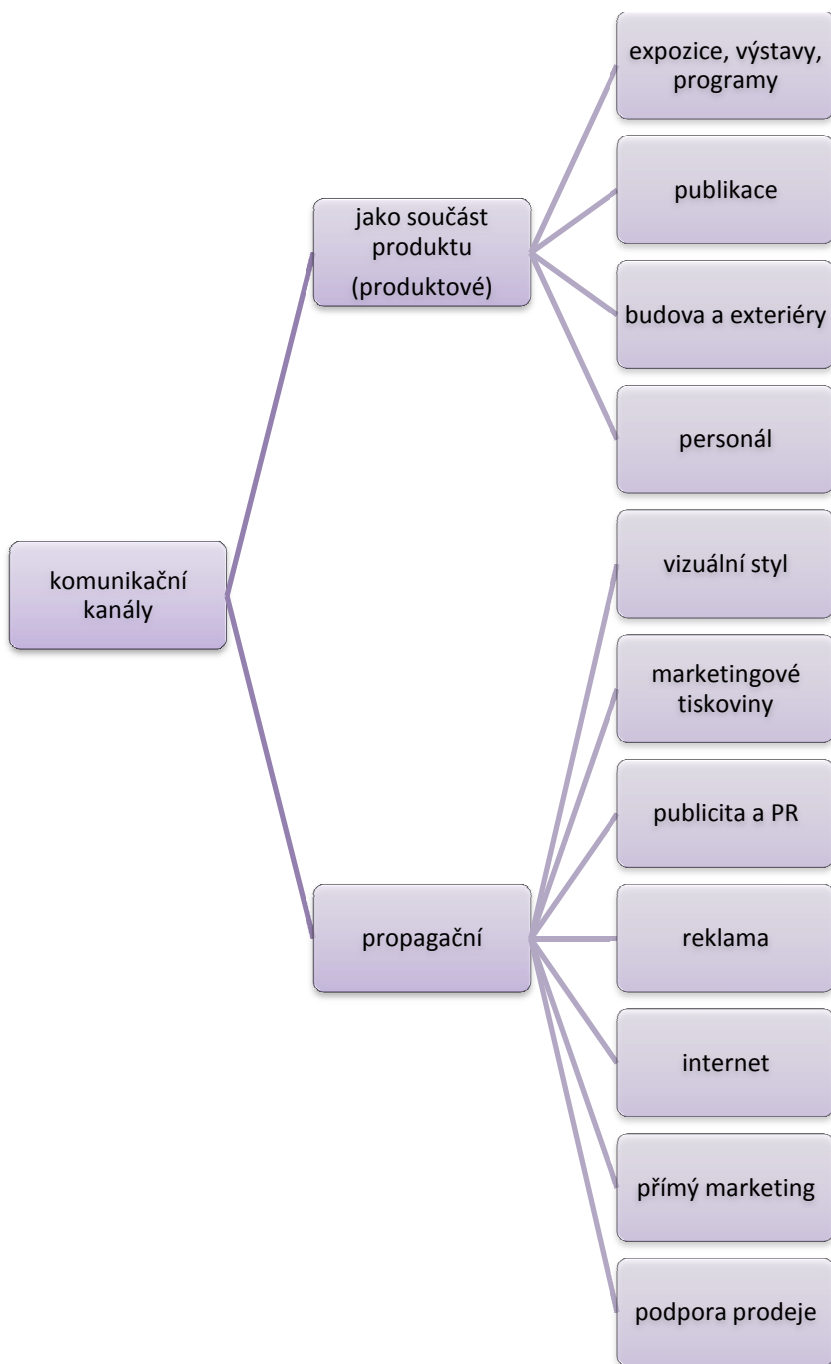 komunikační
kanály
jako součást
produktu
(produktové)
expozice, výstavy,
programy
publikace
budova a exteriéry
personál
propagační
vizuální styl
marketingové
tiskoviny
publicita a PR
reklama
internet
přímý marketing
podpora prodeje